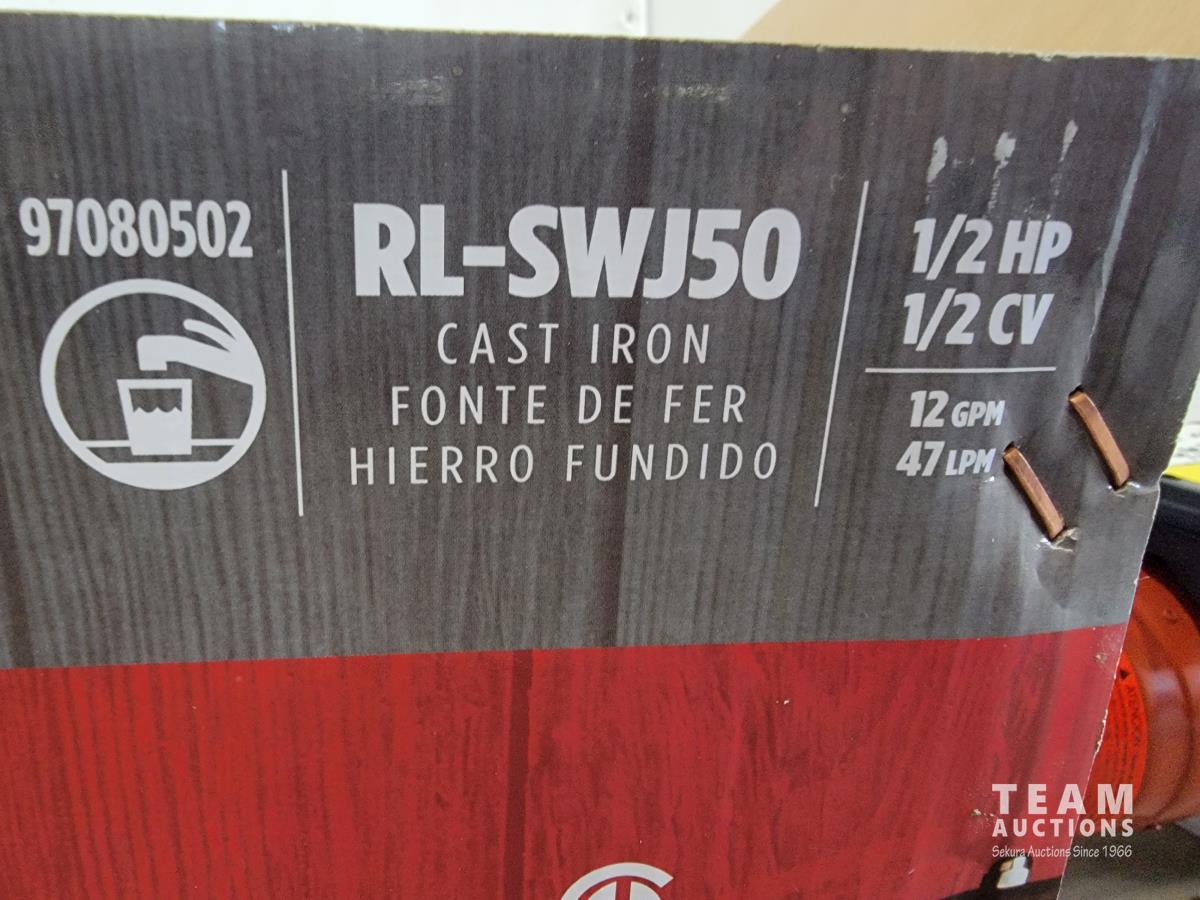 97080502
RL-SWJ50
CAST IRON
FONTE DE FER
HIERRO FUNDIDO
1/2 HP
1/2 CV
12 GPM
47 LPM
TEAM
AUCTIONS
Sekura Auctions Since 1966